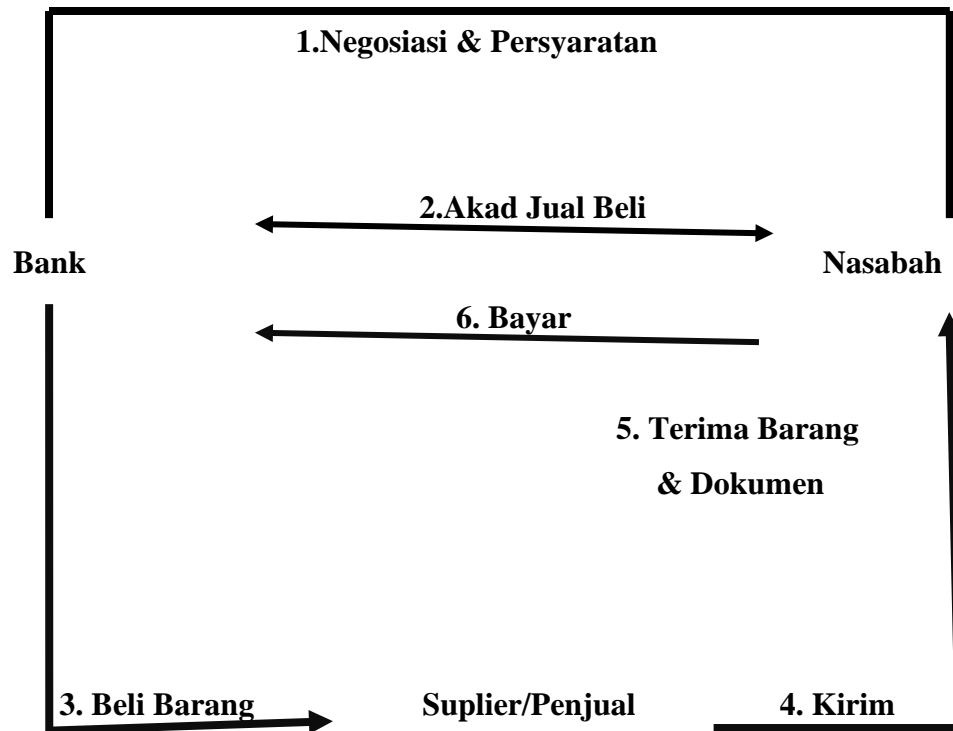 1.Negosiasi & Persyaratan
2.Akad Jual Beli
Bank
Nasabah
6. Bayar
5. Terima Barang
& Dokumen
3. Beli Barang
Suplier/Penjual
4. Kirim